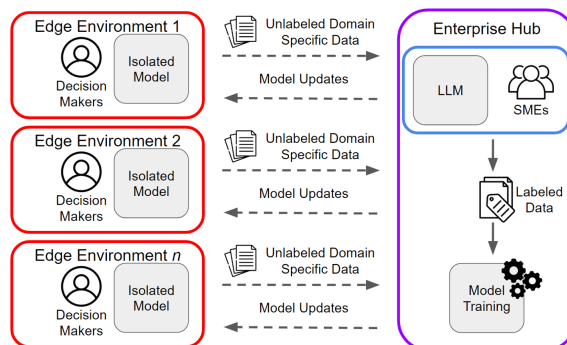 Edge Environment 1
Isolated
Model
Decision
Makers
Unlabeled Domain
Specific Data
Model Updates
Edge Environment 2
Isolated
Model
Decision
Makers
Unlabeled Domain
Specific Data
Model Updates
Edge Environment n
Isolated
Model
Decision
Makers
Unlabeled Domain
Specific Data
Model Updates
Enterprise Hub
LLM
SMEs
Labeled
Data
Model
Training